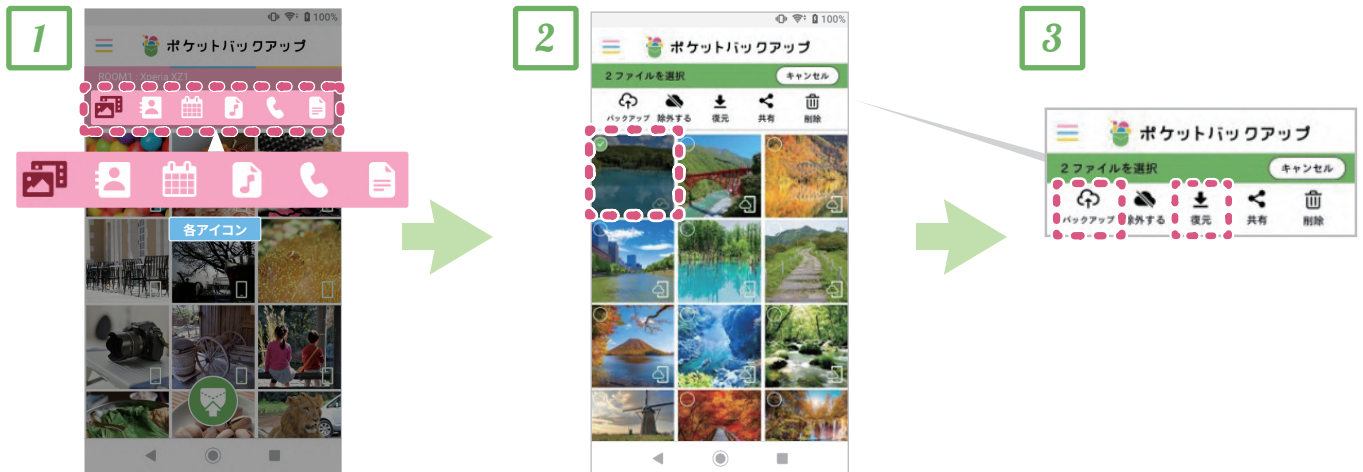 1
100%
ポケットバックアップ
ROOM1 : Xperia XZ1
各アイコン
2
100%
ポケットバックアップ
2ファイルを選択
キャンセル
バックアップ 除外する 復元 共有 削除
3
ポケットバックアップ
2ファイルを選択
キャンセル
バックアップ 除外する 復元 共有 削除